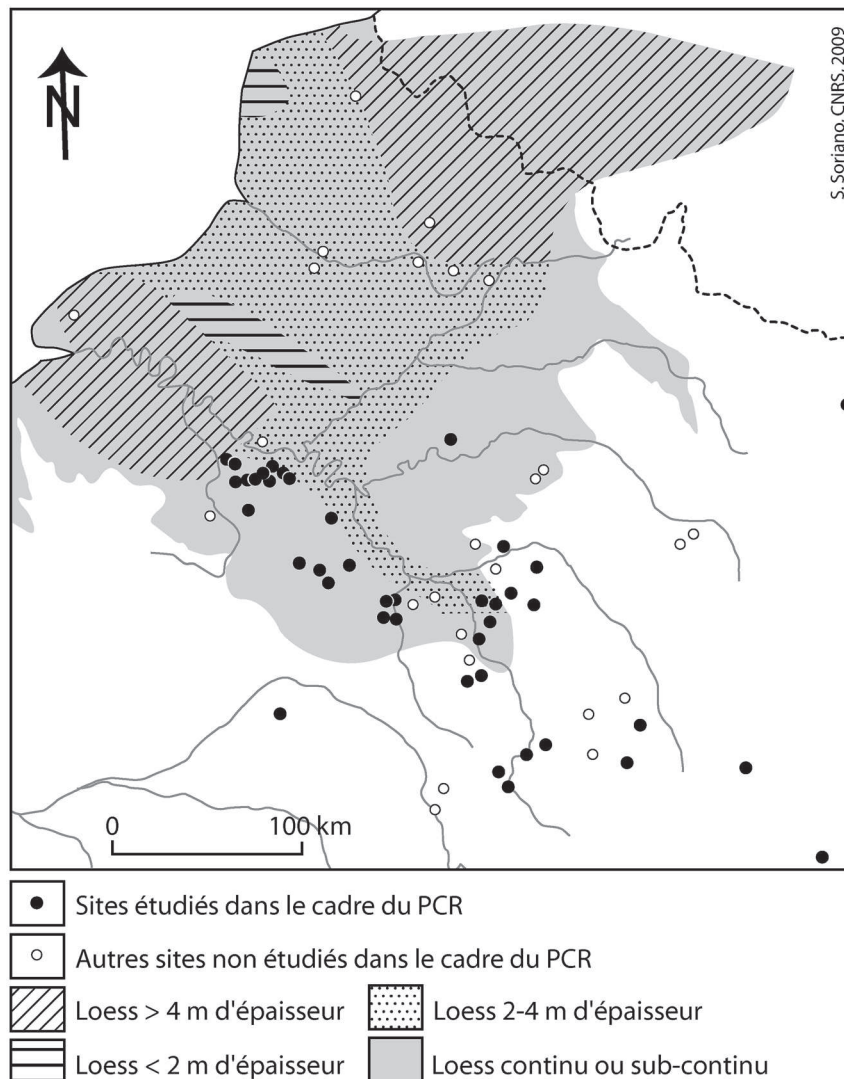 N
S. Soriano, CNRS, 2009
0 100 km
Sites étudiés dans le cadre du PCR
Autres sites non étudiés dans le cadre du PCR
Loess > 4 m d'épaisseur
Loess 2-4 m d'épaisseur
Loess < 2 m d'épaisseur
Loess continu ou sub-continu